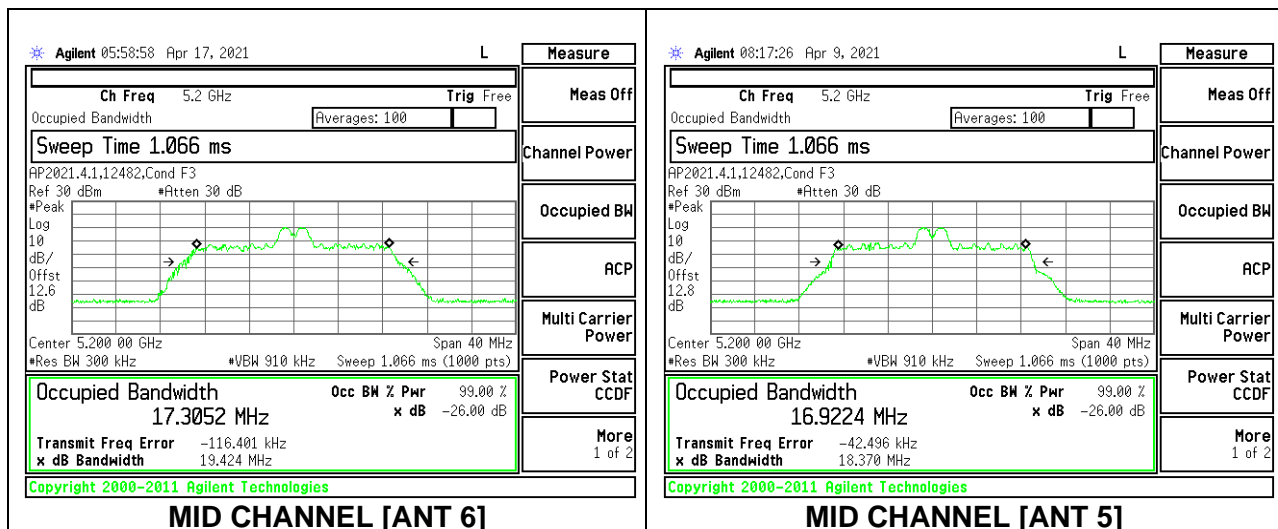 Agilent 05:58:58 Apr 17, 2021 L Measure
Ch Freq 5.2 GHz Trig Free
Occupied Bandwidth Averages: 100
Sweep Time 1.066 ms
AP2021.4.1,12482,Cond F3
Ref 30 dBm #Atten 30 dB
#Peak
Log
10
dB/
Offst
12.6
dB
Center 5.200 00 GHz Span 40 MHz
#Res BW 300 kHz #VBW 910 kHz Sweep 1.066 ms (1000 pts)
Occupied Bandwidth Occ BW % Pwr 99.00 %
17.3052 MHz x dB -26.00 dB
Transmit Freq Error -116.401 kHz
x dB Bandwidth 19.424 MHz
Copyright 2000-2011 Agilent Technologies
Meas Off
Channel Power
Occupied BW
ACP
Multi Carrier
Power
Power Stat
CCDF
More
1 of 2
MID CHANNEL [ANT 6]
Agilent 08:17:26 Apr 9, 2021 L Measure
Ch Freq 5.2 GHz Trig Free
Occupied Bandwidth Averages: 100
Sweep Time 1.066 ms
AP2021.4.1,12482,Cond F3
Ref 30 dBm #Atten 30 dB
#Peak
Log
10
dB/
Offst
12.8
dB
Center 5.200 00 GHz Span 40 MHz
#Res BW 300 kHz #VBW 910 kHz Sweep 1.066 ms (1000 pts)
Occupied Bandwidth Occ BW % Pwr 99.00 %
16.9224 MHz x dB -26.00 dB
Transmit Freq Error -42.496 kHz
x dB Bandwidth 18.370 MHz
Copyright 2000-2011 Agilent Technologies
Meas Off
Channel Power
Occupied BW
ACP
Multi Carrier
Power
Power Stat
CCDF
More
1 of 2
MID CHANNEL [ANT 5]